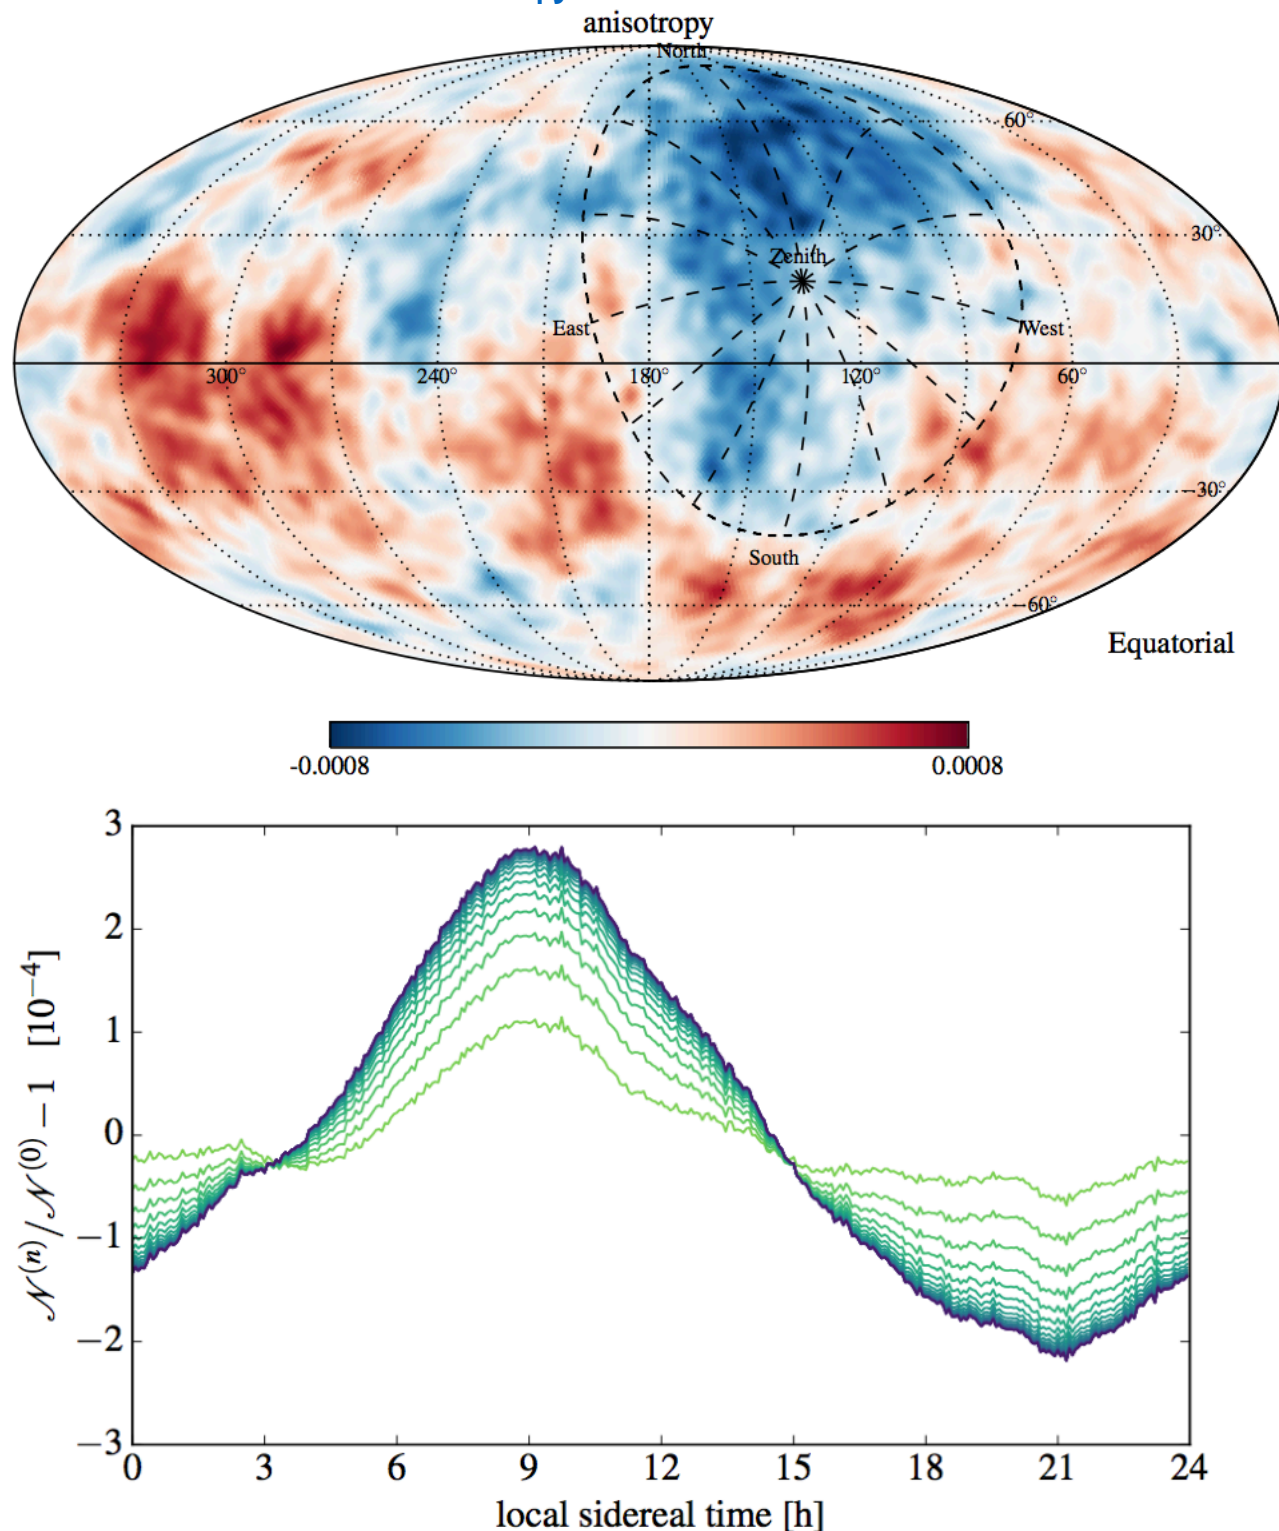 anisotropy
North
60°
30°
Zenith
East
West
300°
240°
180°
120°
60°
−30°
South
−60°
Equatorial
-0.0008
0.0008
3
2
1
0
−1
−2
−3
𝒩⁽ⁿ⁾/𝒩⁽⁰⁾ − 1 [10⁻⁴]
0 3 6 9 12 15 18 21 24
local sidereal time [h]